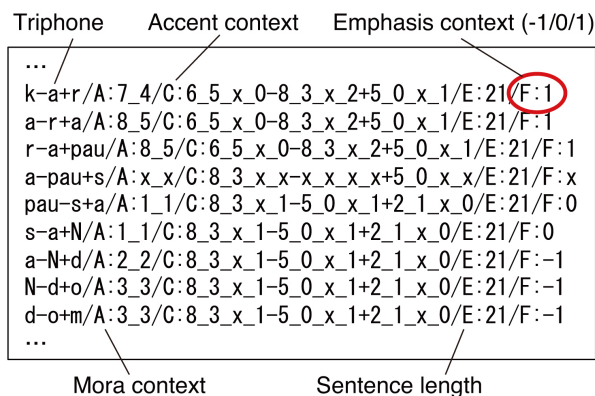 Triphone Accent context Emphasis context (-1/0/1)
...
k-a+r/A:7_4/C:6_5_x_0-8_3_x_2+5_0_x_1/E:21/F:1
a-r+a/A:8_5/C:6_5_x_0-8_3_x_2+5_0_x_1/E:21/F:1
r-a+pau/A:8_5/C:6_5_x_0-8_3_x_2+5_0_x_1/E:21/F:1
a-pau+s/A:x_x/C:8_3_x_x-x_x_x_x+5_0_x_x/E:21/F:x
pau-s+a/A:1_1/C:8_3_x_1-5_0_x_1+2_1_x_0/E:21/F:0
s-a+N/A:1_1/C:8_3_x_1-5_0_x_1+2_1_x_0/E:21/F:0
a-N+d/A:2_2/C:8_3_x_1-5_0_x_1+2_1_x_0/E:21/F:-1
N-d+o/A:3_3/C:8_3_x_1-5_0_x_1+2_1_x_0/E:21/F:-1
d-o+m/A:3_3/C:8_3_x_1-5_0_x_1+2_1_x_0/E:21/F:-1
...
Mora context Sentence length